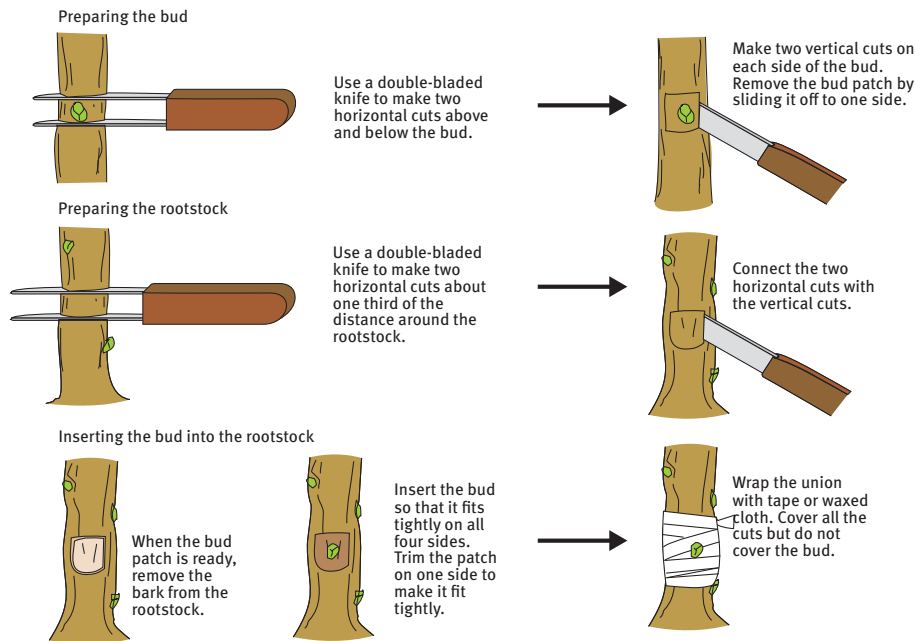 Preparing the bud
Use a double-bladed
knife to make two
horizontal cuts above
and below the bud.
Make two vertical cuts on
each side of the bud.
Remove the bud patch by
sliding it off to one side.
Preparing the rootstock
Use a double-bladed
knife to make two
horizontal cuts about
one third of the
distance around the
rootstock.
Connect the two
horizontal cuts with
the vertical cuts.
Inserting the bud into the rootstock
When the bud
patch is ready,
remove the
bark from the
rootstock.
Insert the bud
so that it fits
tightly on all
four sides.
Trim the patch
on one side to
make it fit
tightly.
Wrap the union
with tape or waxed
cloth. Cover all the
cuts but do not
cover the bud.